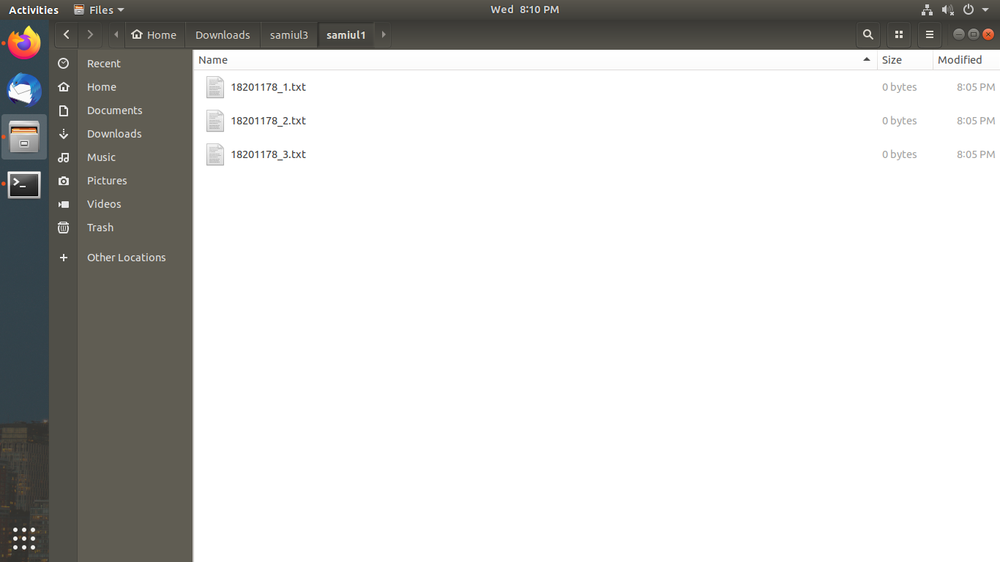 Activities Files Wed 8:10 PM
Home Downloads samiul3 samiul1
Recent
Home
Documents
Downloads
Music
Pictures
Videos
Trash
Other Locations
Name Size Modified
18201178_1.txt 0 bytes 8:05 PM
18201178_2.txt 0 bytes 8:05 PM
18201178_3.txt 0 bytes 8:05 PM